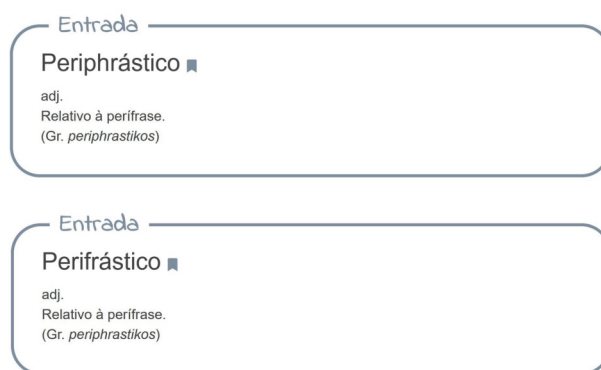 Entrada
Periphrástico
adj.
Relativo à perífrase.
(Gr. periphrastikos)
Entrada
Perifrástico
adj.
Relativo à perífrase.
(Gr. periphrastikos)